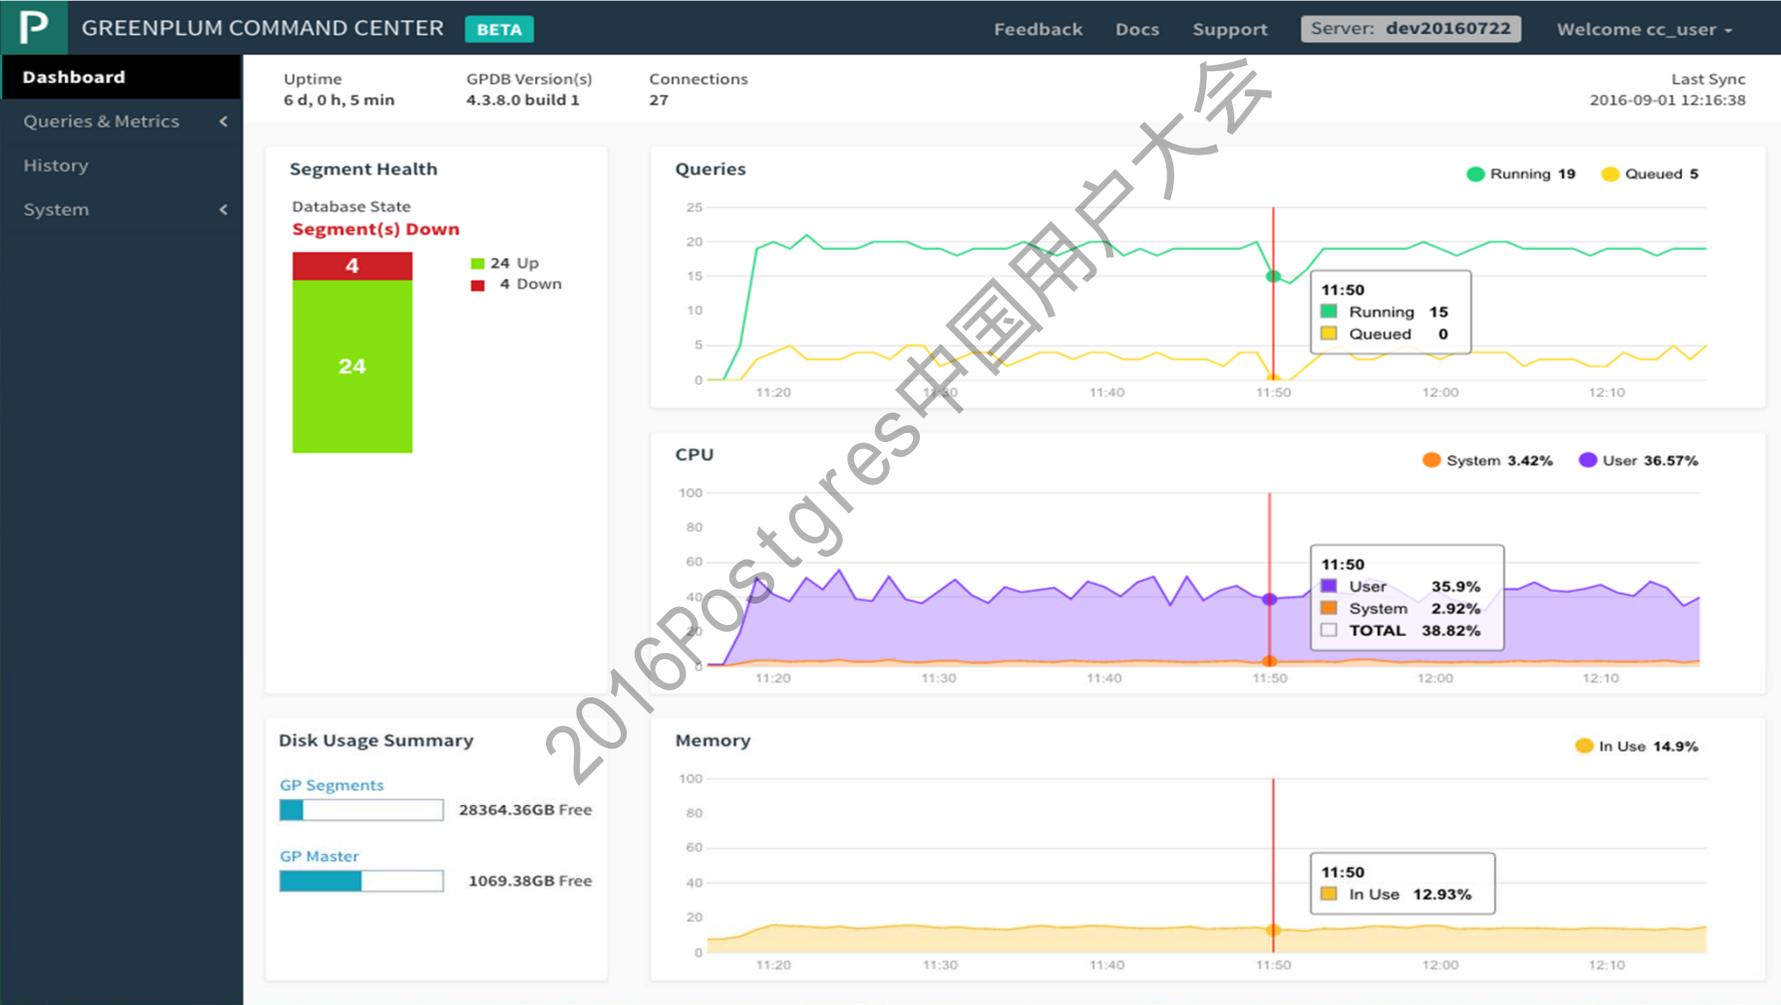 P GREENPLUM COMMAND CENTER BETA Feedback Docs Support Server: dev20160722 Welcome cc_user
Dashboard
Queries & Metrics
History
System
Uptime
6 d, 0 h, 5 min
GPDB Version(s)
4.3.8.0 build 1
Connections
27
Last Sync
2016-09-01 12:16:38
Segment Health
Database State
Segment(s) Down
4
24
24 Up
4 Down
Queries
Running 19 Queued 5
25
20
15
10
5
0
11:20 11:30 11:40 11:50 12:00 12:10
11:50
Running 15
Queued 0
CPU
System 3.42% User 36.57%
100
80
60
40
20
0
11:20 11:30 11:40 11:50 12:00 12:10
11:50
User 35.9%
System 2.92%
TOTAL 38.82%
Disk Usage Summary
GP Segments
28364.36GB Free
GP Master
1069.38GB Free
Memory
In Use 14.9%
100
80
60
40
20
0
11:20 11:30 11:40 11:50 12:00 12:10
11:50
In Use 12.93%
2016Postgres中国用户大会